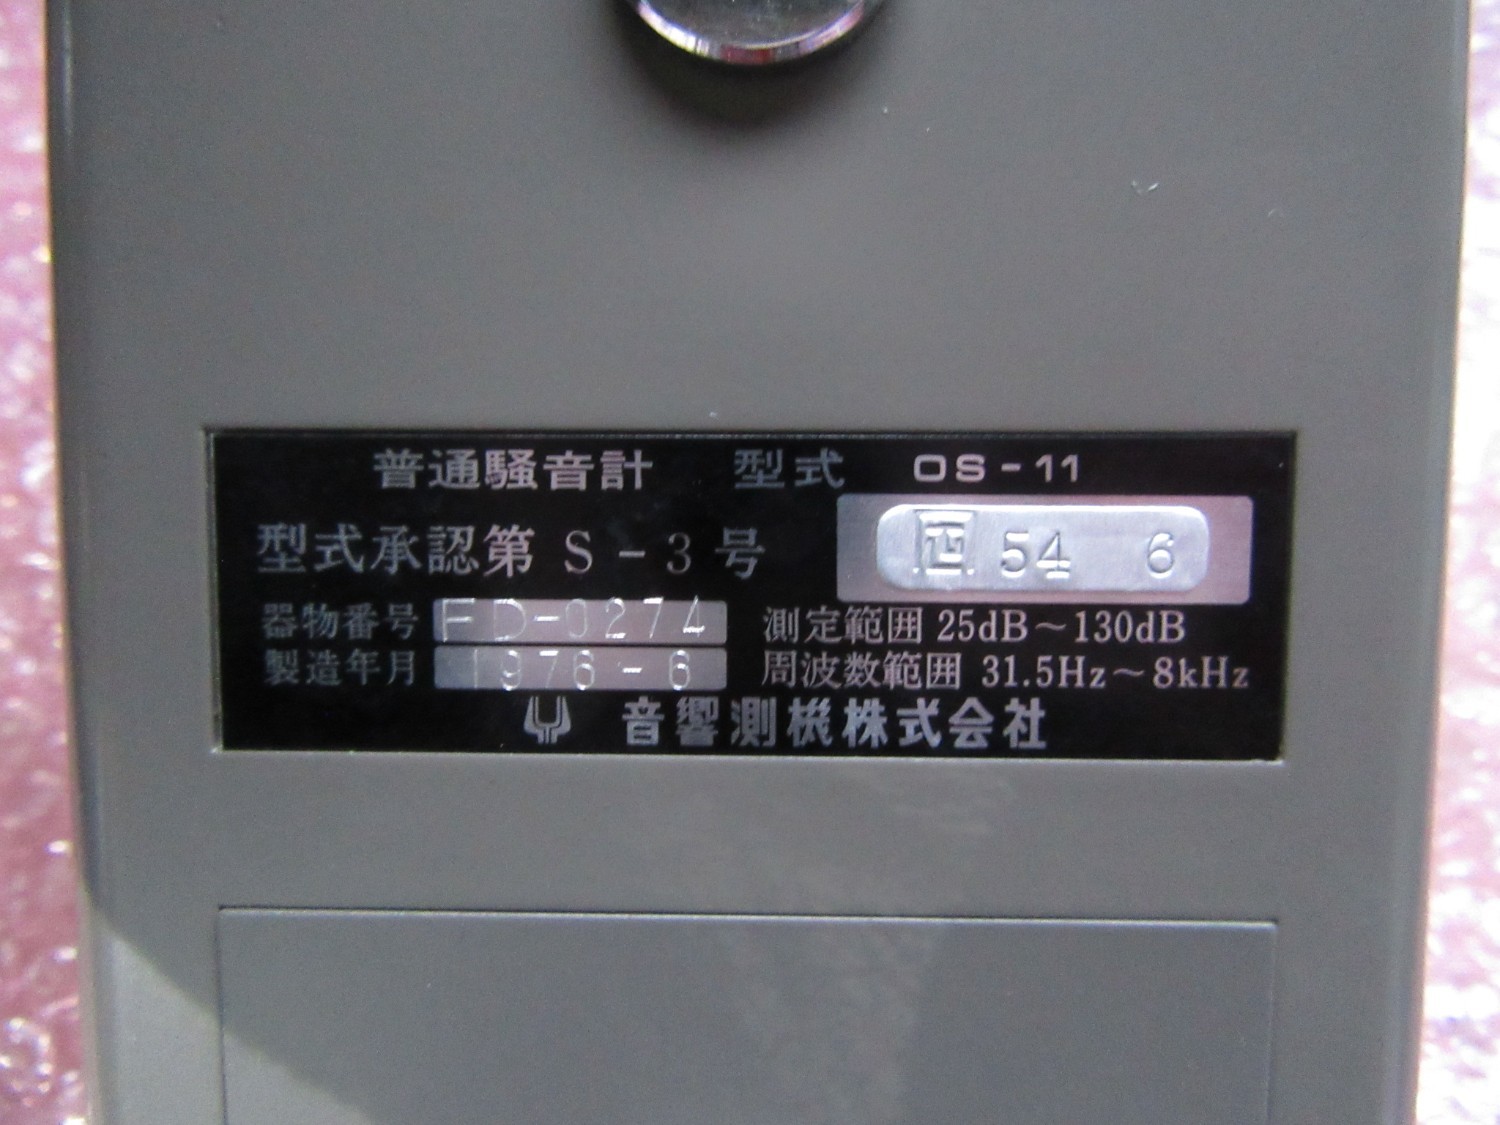 普通騒音計 型式 OS-11
型式承認第 S-3号
54 6
器物番号 FD-0274
測定範囲 25dB~130dB
製造年月 1976-6
周波数範囲 31.5Hz~8kHz
音響測機株式会社